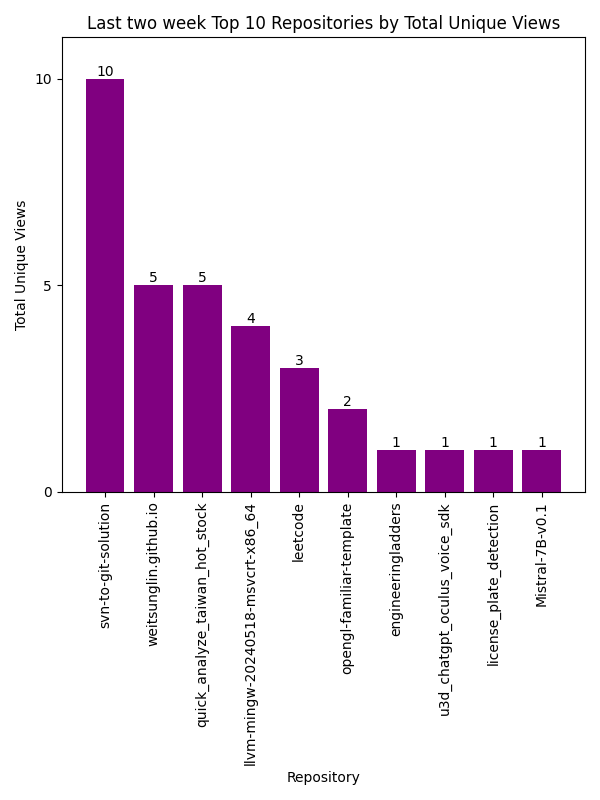 Last two week Top 10 Repositories by Total Unique Views
Total Unique Views
10
5
0
10
5
5
4
3
2
1
1
1
1
svn-to-git-solution
weitsunglin.github.io
quick_analyze_taiwan_hot_stock
llvm-mingw-20240518-msvcrt-x86_64
leetcode
opengl-familiar-template
engineeringladders
u3d_chatgpt_oculus_voice_sdk
license_plate_detection
Mistral-7B-v0.1
Repository